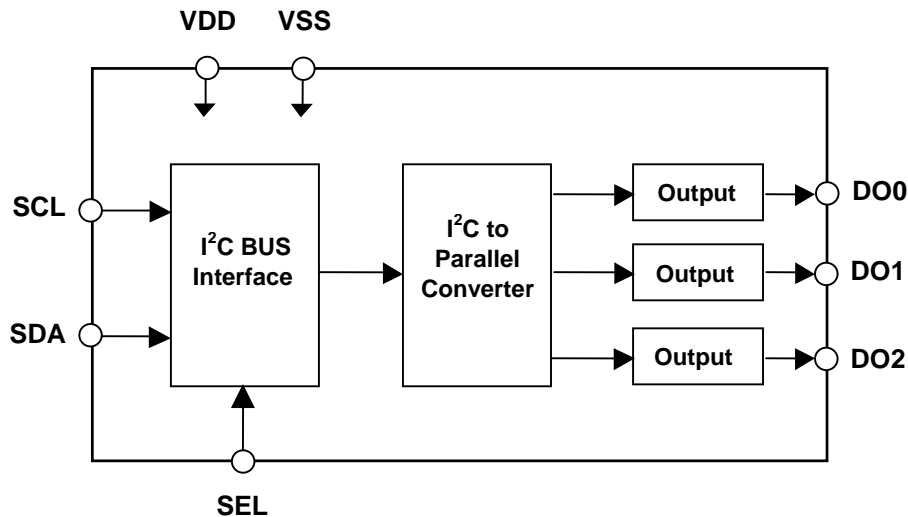 VDD
VSS
SCL
SDA
I²C BUS
Interface
I²C to
Parallel
Converter
Output
DO0
Output
DO1
Output
DO2
SEL